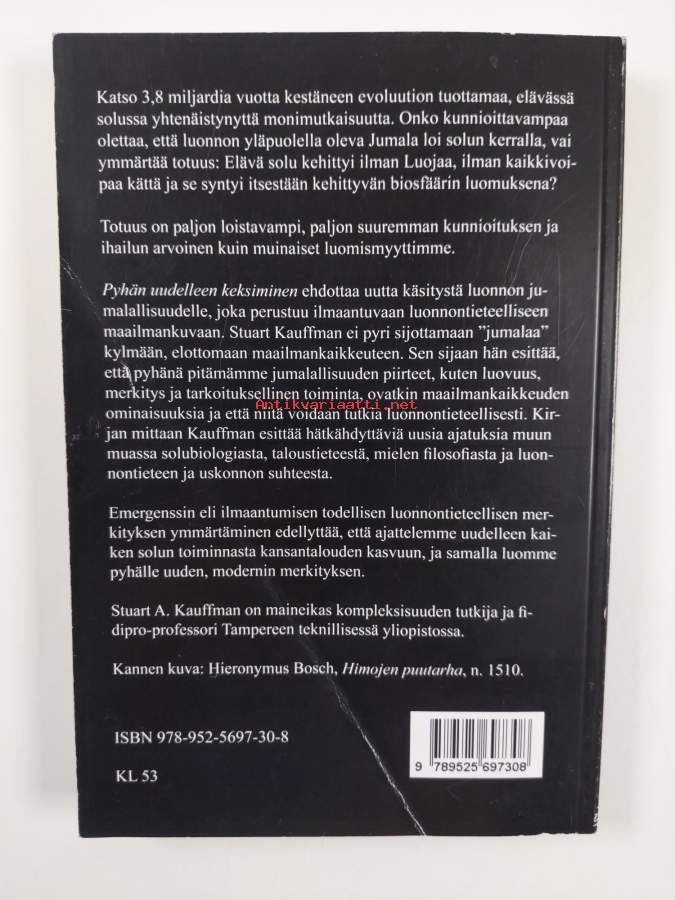 Katso 3,8 miljardia vuotta kestäneen evoluution tuottamaa, elävässä
solussa yhtenäistynyttä monimutkaisuutta. Onko kunnioittavampaa
olettaa, että luonnon yläpuolella oleva Jumala loi solun kerralla, vai
ymmärtää totuus: Elävä solu kehittyi ilman Luojaa, ilman kaikkivoi-
paa kättä ja se syntyi itsestään kehittyvän biosfäärin luomuksena?
Totuus on paljon loistavampi, paljon suuremman kunnioituksen ja
ihailun arvoinen kuin muinaiset luomismyyttimme.
Pyhän uudelleen keksiminen ehdottaa uutta käsitystä luonnon ju-
malallisuudelle, joka perustuu ilmaantuvaan luonnontieteelliseen
maailmankuvaan. Stuart Kauffman ei pyri sijottamaan ”jumalaa”
kylmään, elottomaan maailmankaikkeuteen. Sen sijaan hän esittää,
että pyhänä pitämämme jumalallisuuden piirteet, kuten luovuus,
merkitys ja tarkoituksellinen toiminta, ovatkin maailmankaikkeuden
Antikvariaatti.net
ominaisuuksia ja että niitä voidaan tutkia luonnontieteellisesti. Kir-
jan mittaan Kauffman esittää hätkähdyttäviä uusia ajatuksia muun
muassa solubiologiasta, taloustieteestä, mielen filosofiasta ja luon-
nontieteen ja uskonnon suhteesta.
Emergenssin eli ilmaantumisen todellisen luonnontieteellisen mer-
kityksen ymmärtäminen edellyttää, että ajattelemme uudelleen kai-
ken solun toiminnasta kansantalouden kasvuun, ja samalla luomme
pyhälle uuden, modernin merkityksen.
Stuart A. Kauffman on maineikas kompleksisuuden tutkija ja fi-
dipro-professori Tampereen teknillisessä yliopistossa.
Kannen kuva: Hieronymus Bosch, Himojen puutarha, n. 1510.
ISBN 978-952-5697-30-8
KL 53
9 789525 697308